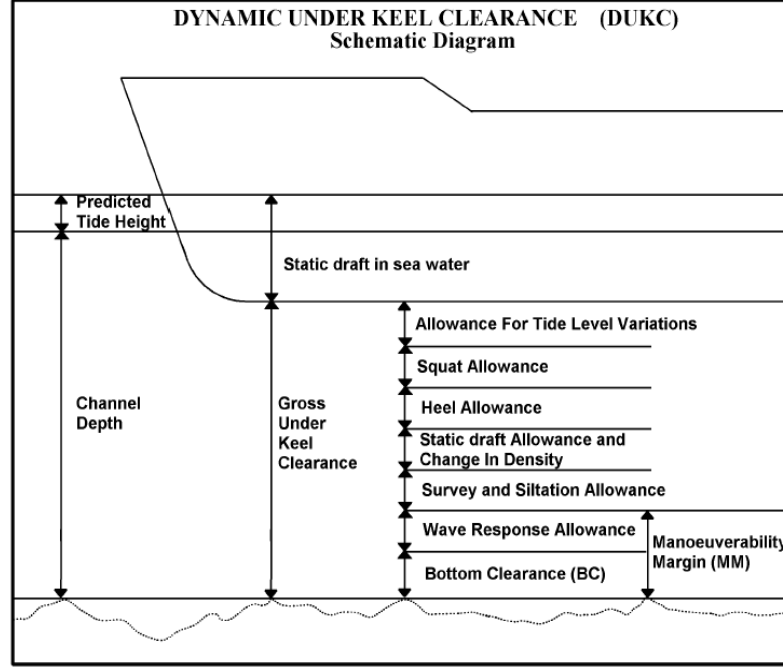 DYNAMIC UNDER KEEL CLEARANCE (DUKC)
Schematic Diagram
Predicted
Tide Height
Static draft in sea water
Allowance For Tide Level Variations
Squat Allowance
Channel
Depth
Gross
Under
Keel
Clearance
Heel Allowance
Static draft Allowance and
Change In Density
Survey and Siltation Allowance
Wave Response Allowance
Manoeuverability
Margin (MM)
Bottom Clearance (BC)